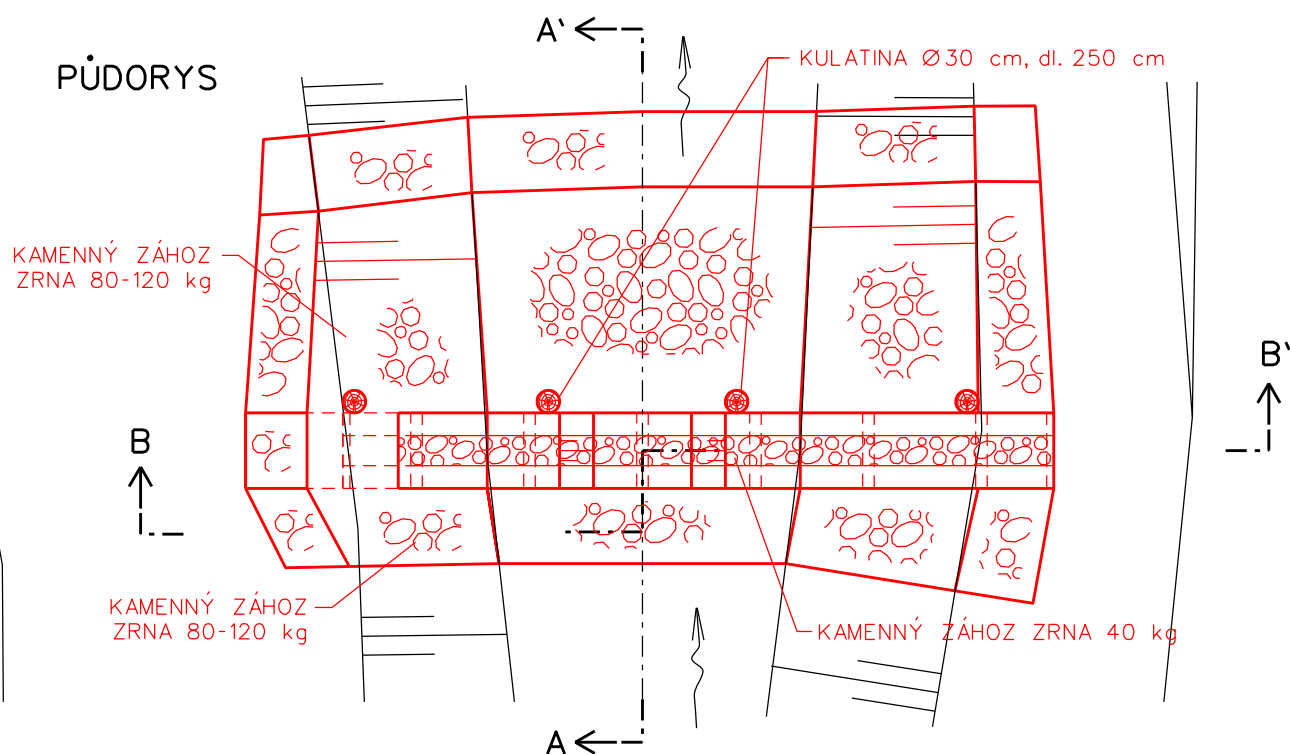 A'
PŮDORYS
KULATINA Ø30 cm, dl. 250 cm
KAMENNÝ ZÁHOZ
ZRNA 80-120 kg
B'
B
KAMENNÝ ZÁHOZ
ZRNA 80-120 kg
KAMENNÝ ZÁHOZ ZRNA 40 kg
A